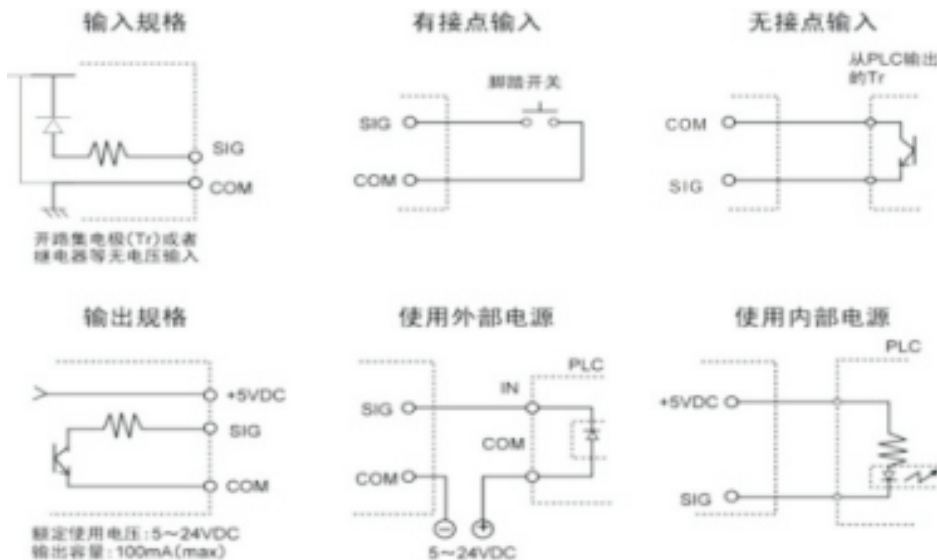 输入规格
SIG
COM
开路集电极(Tr)或者
继电器等无电压输入
有接点输入
脚踏开关
SIG
COM
无接点输入
从PLC输出
的Tr
COM
SIG
输出规格
+5VDC
SIG
COM
额定使用电压:5～24VDC
输出容量:100mA(max)
使用外部电源
PLC
SIG
IN
COM
COM
5～24VDC
使用内部电源
PLC
+5VDC
SIG